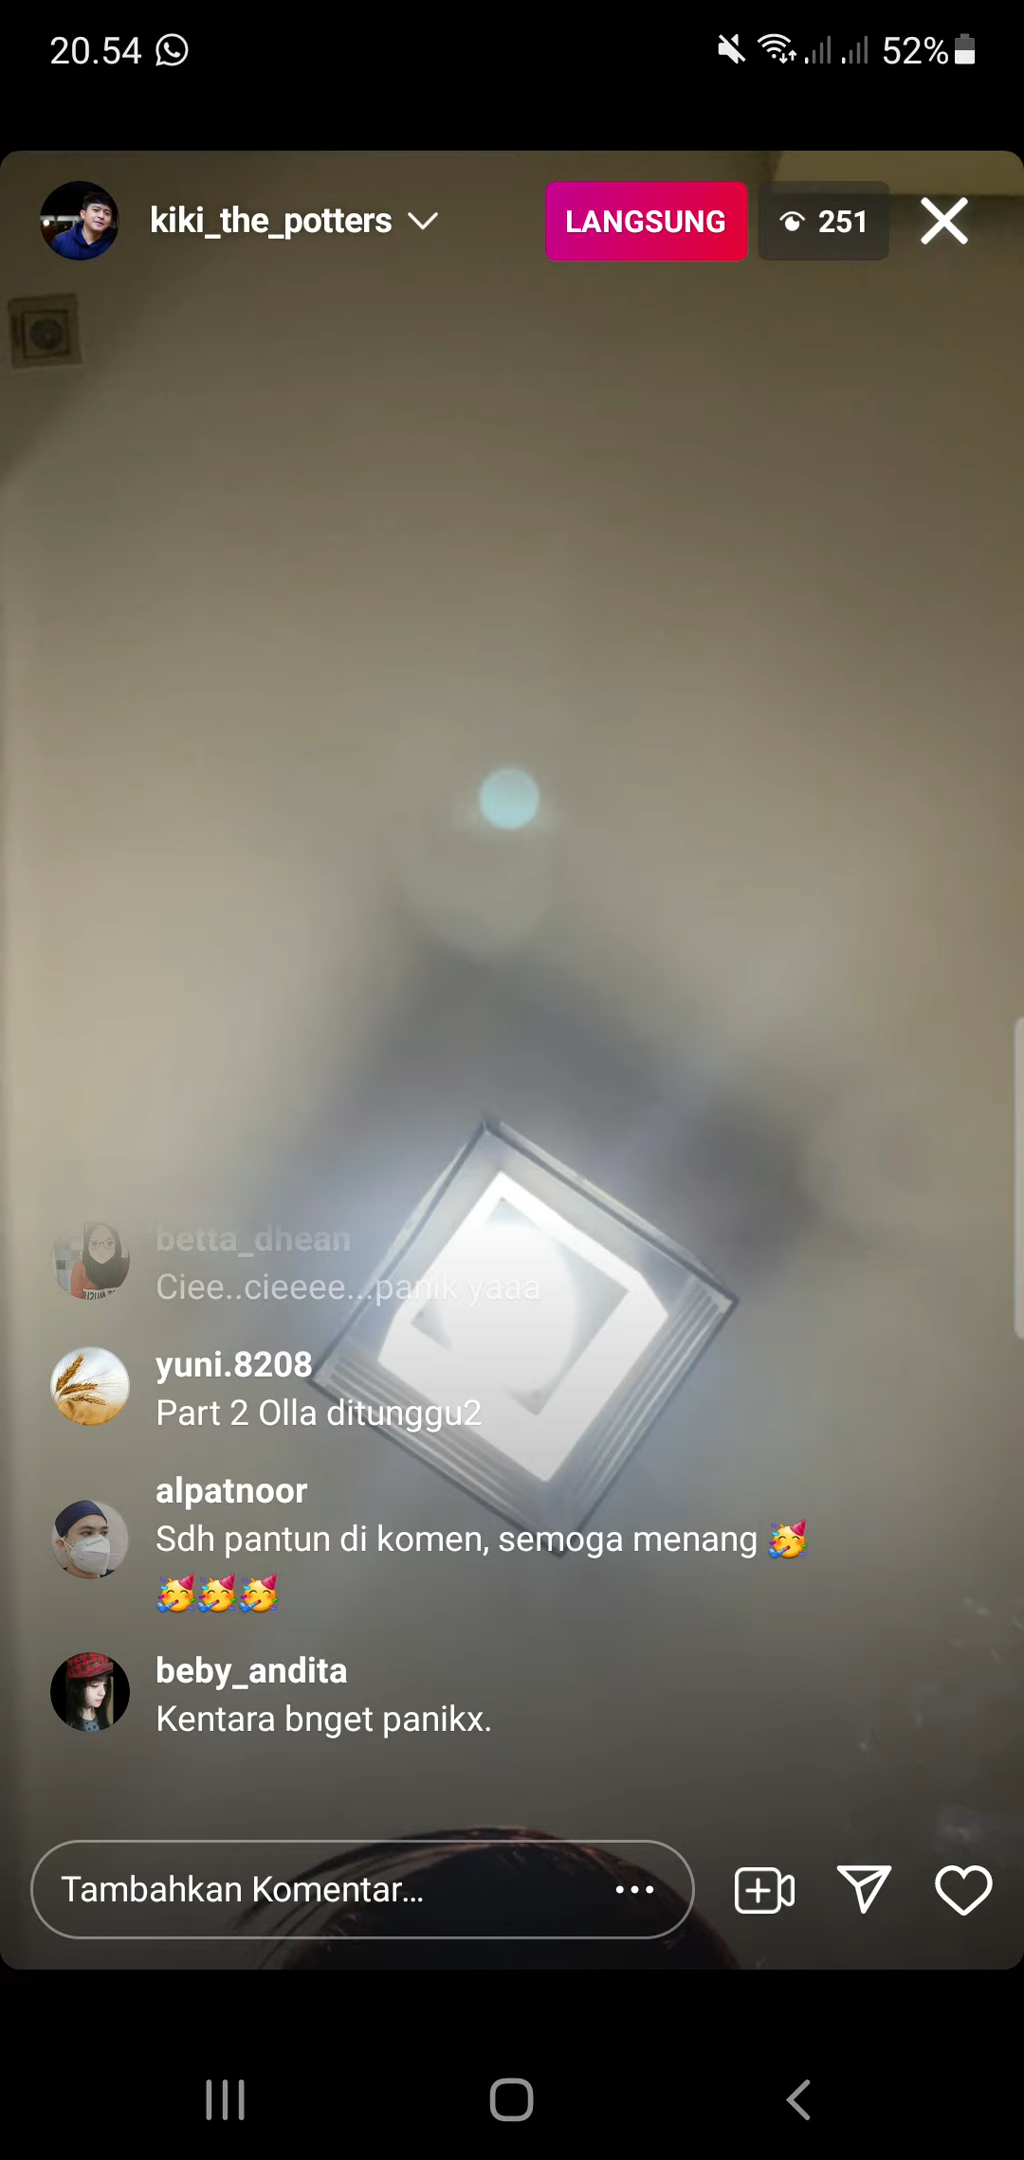 20.54 52%
kiki_the_potters LANGSUNG 251
betta_dhean
Ciee..cieeee...panik yaaa
yuni.8208
Part 2 Olla ditunggu2
alpatnoor
Sdh pantun di komen, semoga menang 🥳
🥳🥳🥳
beby_andita
Kentara bnget panikx.
Tambahkan Komentar...